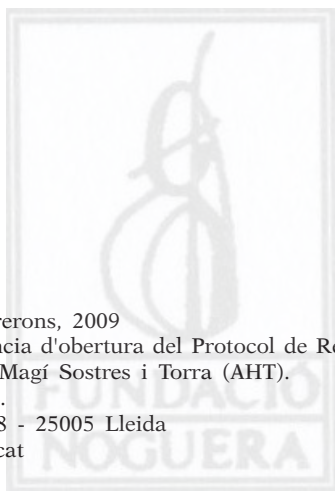 rerons, 2009
ncia d'obertura del Protocol de Re
Magí Sostres i Torra (AHT).
.
8 - 25005 Lleida
cat
FUNDACIÓ
NOGUERA